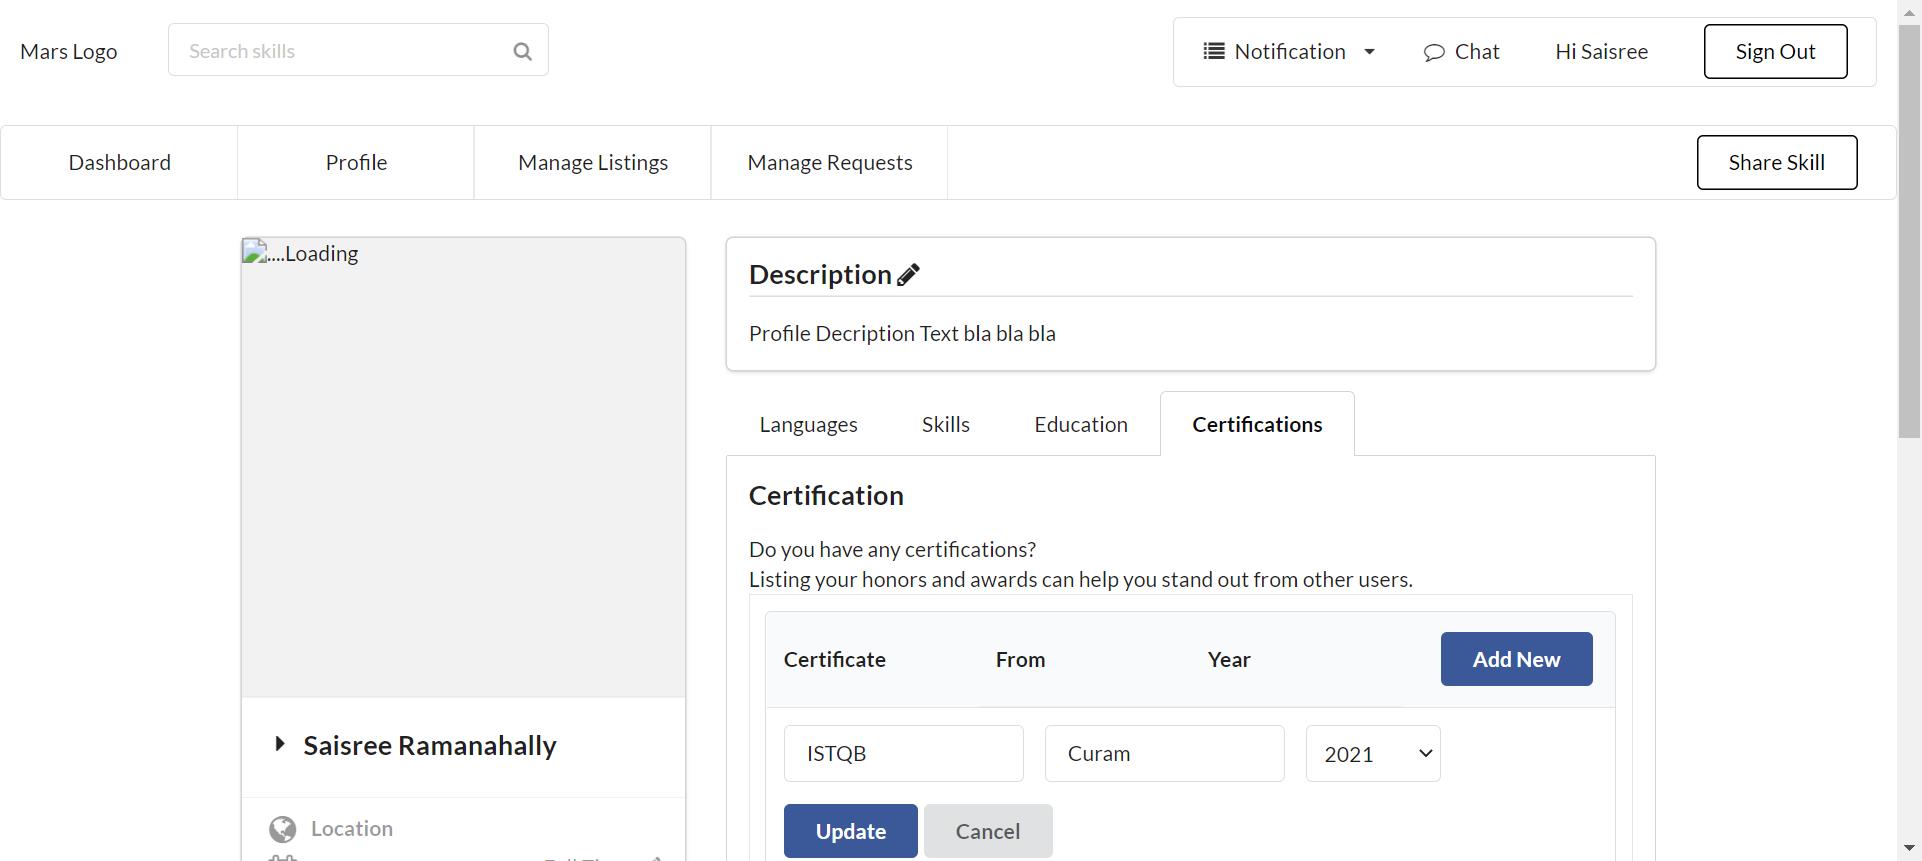 Mars Logo
Search skills
Notification
Chat
Hi Saisree
Sign Out
Dashboard
Profile
Manage Listings
Manage Requests
Share Skill
....Loading
Saisree Ramanahally
Location
Description
Profile Decription Text bla bla bla
Languages
Skills
Education
Certifications
Certification
Do you have any certifications?
Listing your honors and awards can help you stand out from other users.
Certificate From Year Add New
ISTQB Curam 2021
Update Cancel